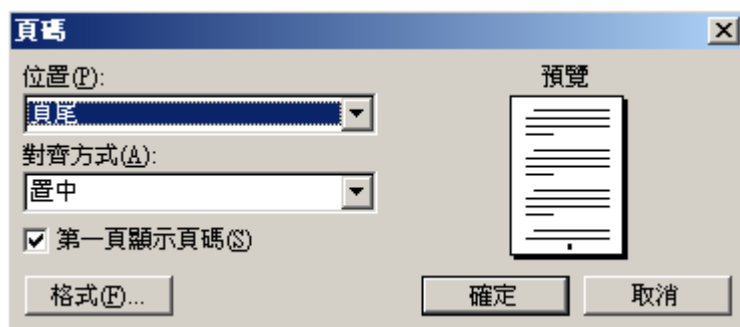 頁碼
位置(P):
預覽
頁尾
對齊方式(A):
置中
第一頁顯示頁碼(S)
格式(F)...
確定
取消